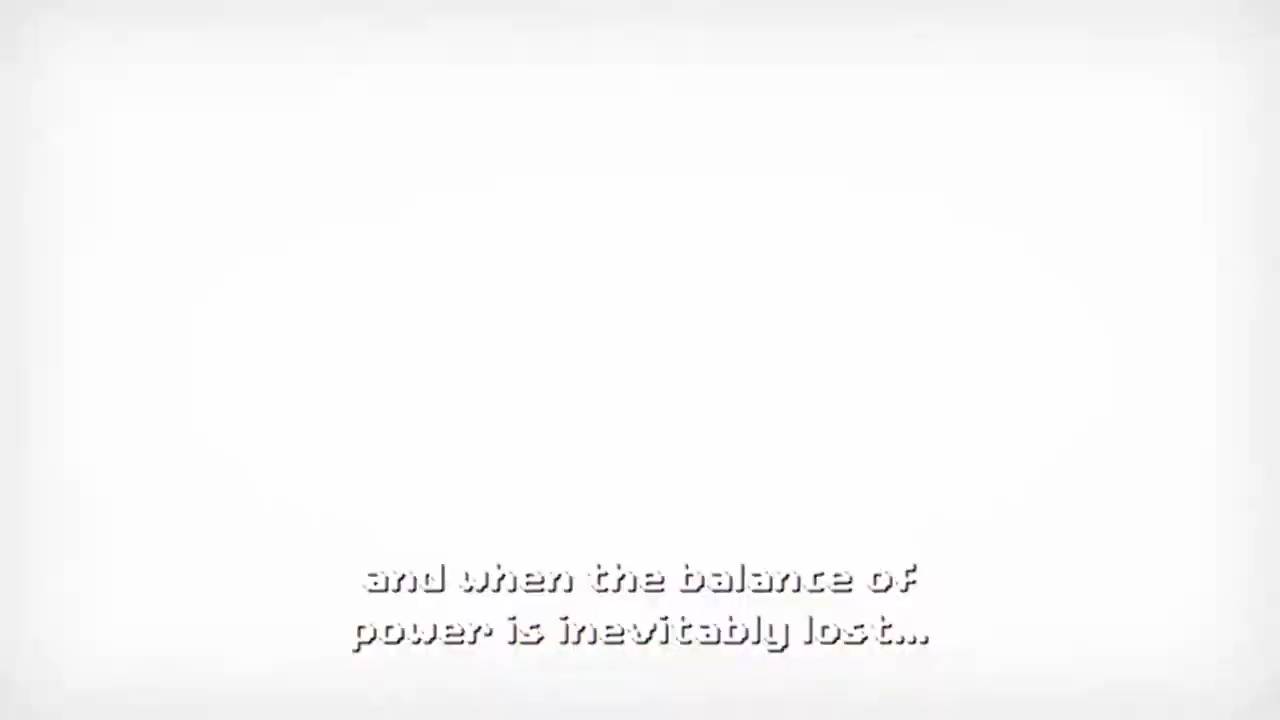 and when the balance of
power is inevitably lost...